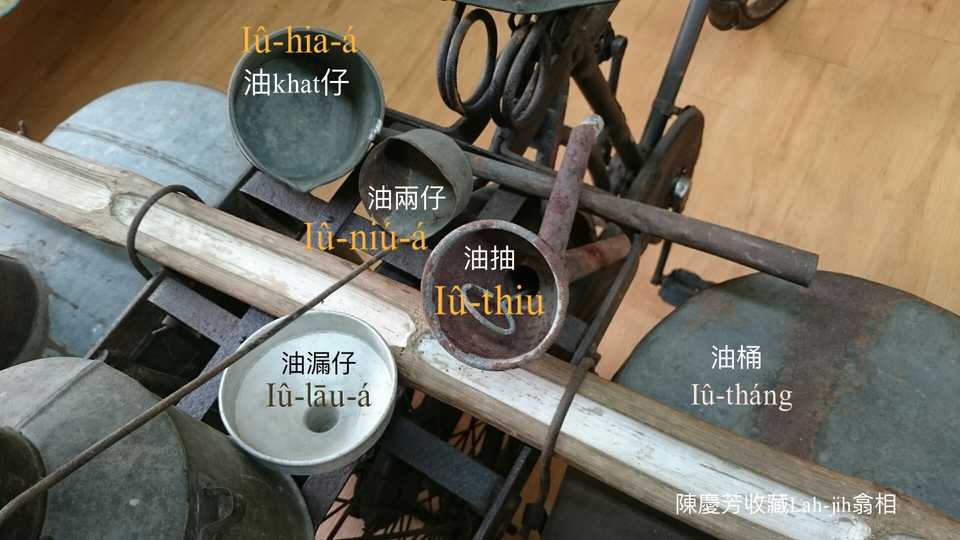 Iû-hia-á
油khat仔
油兩仔
Iû-niú-á
油抽
Iû-thiu
油漏仔
Iû-lāu-á
油桶
Iû-tháng
陳慶芳收藏Lah-jih翕相